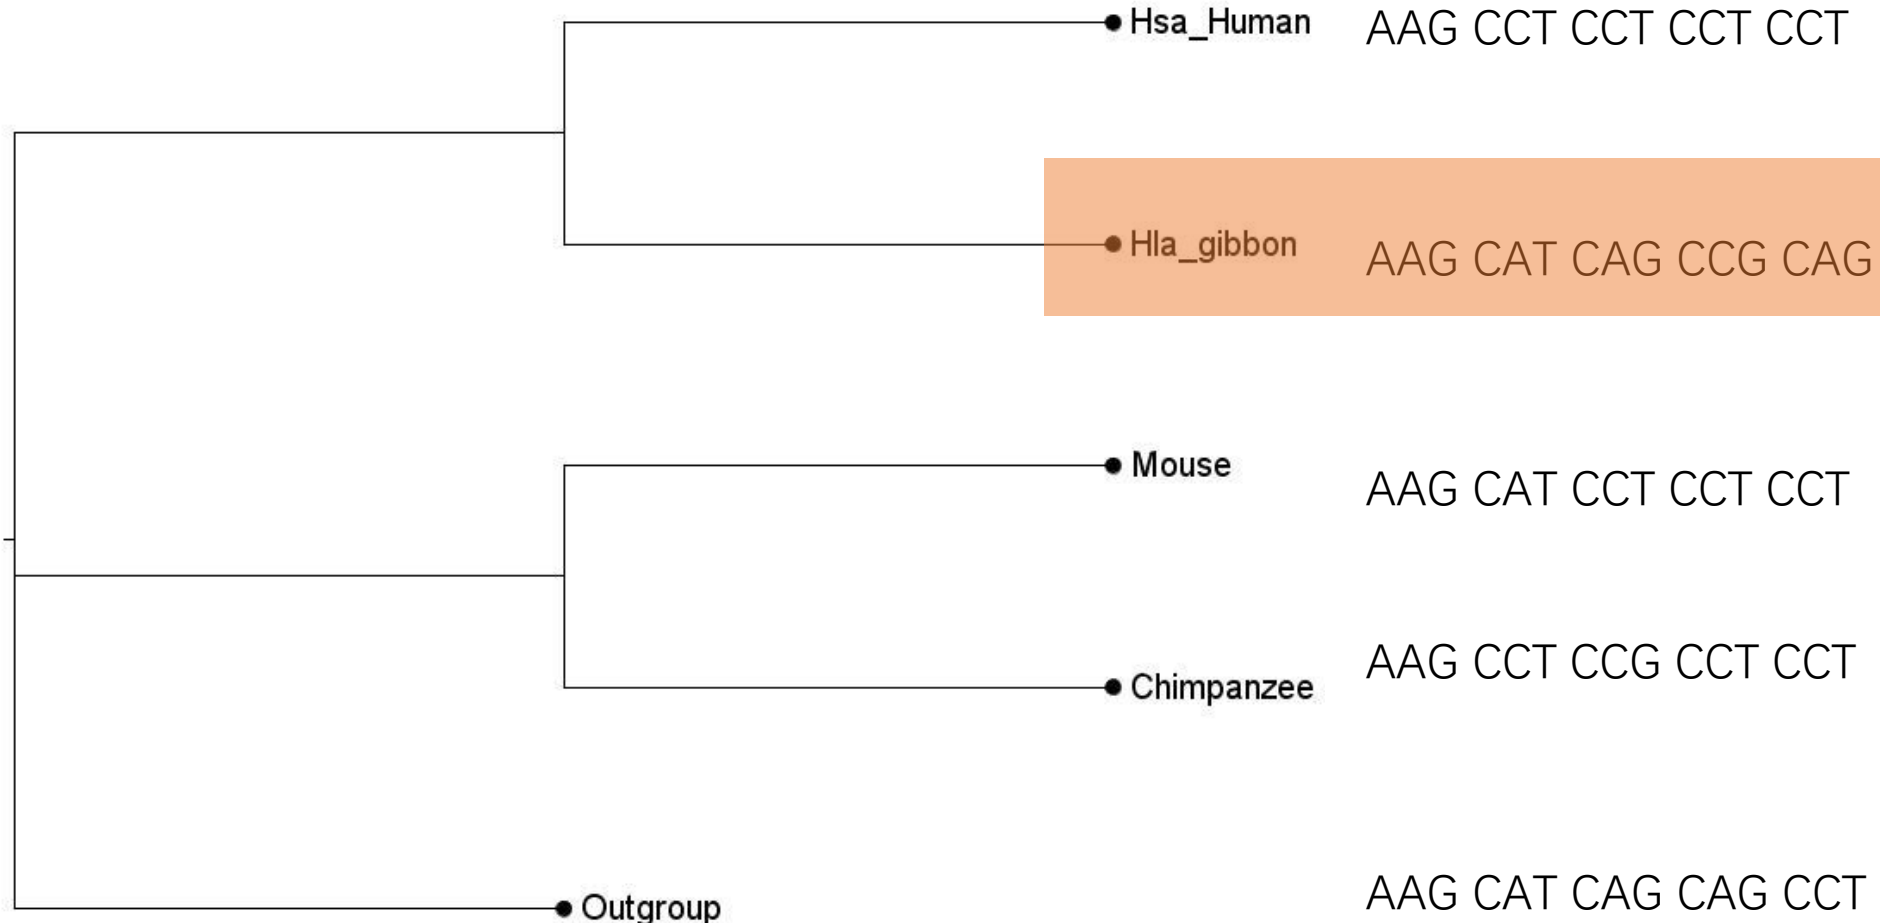 Hsa_Human AAG CCT CCT CCT CCT
Hla_gibbon AAG CAT CAG CCG CAG
Mouse AAG CAT CCT CCT CCT
Chimpanzee AAG CCT CCG CCT CCT
Outgroup AAG CAT CAG CAG CCT